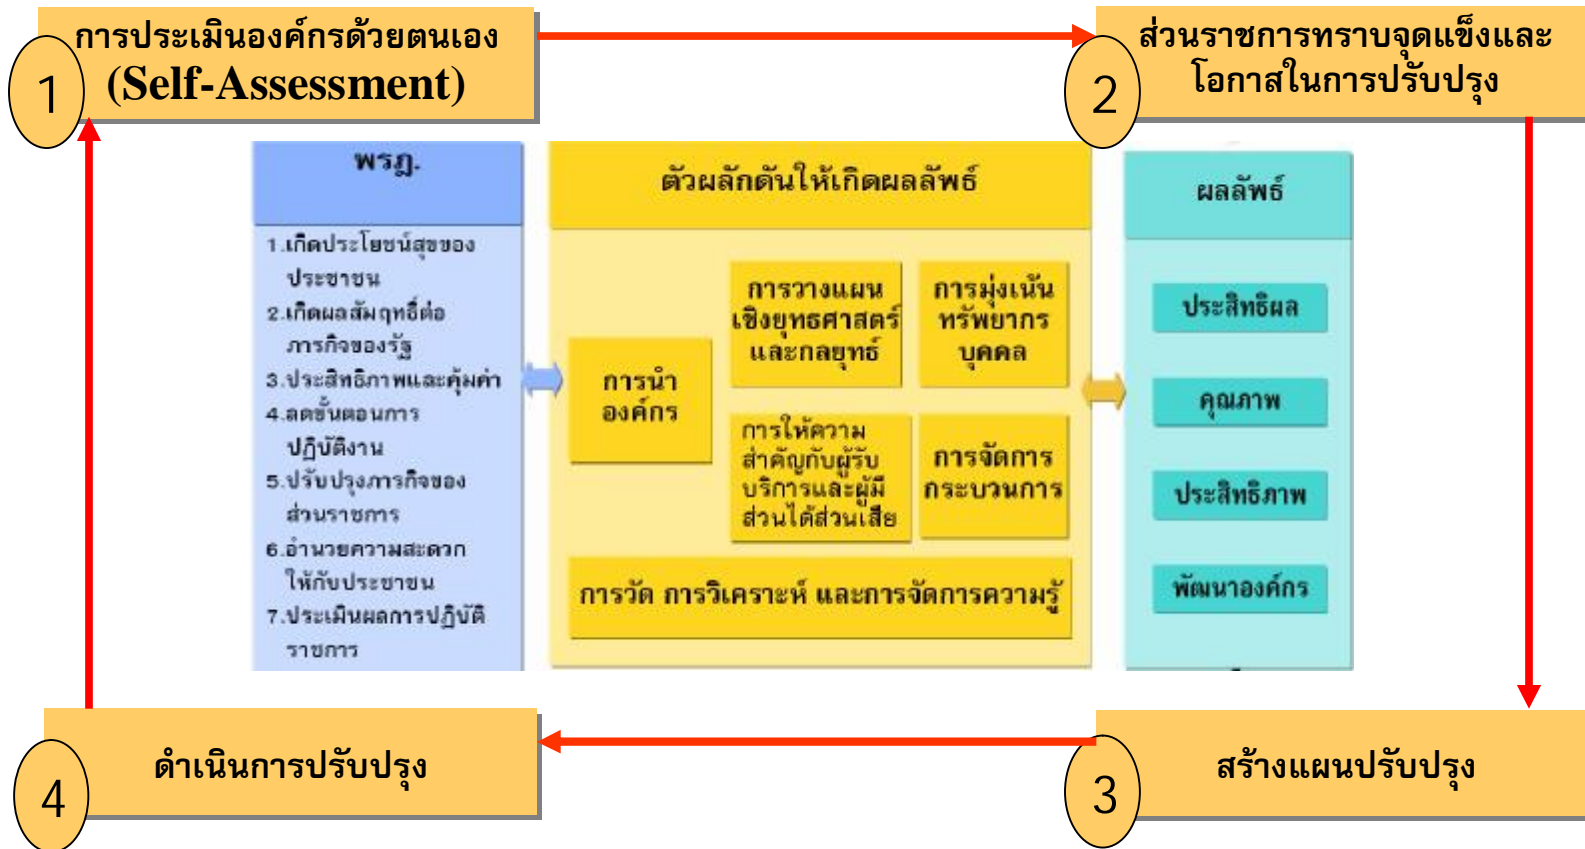 การประเมินองค์กรด้วยตนเอง
(Self-Assessment)
1
ส่วนราชการทราบจุดแข็งและ
โอกาสในการปรับปรุง
2
พรฎ.
1.เกิดประโยชน์สุขของ
ประชาชน
2.เกิดผลสัมฤทธิ์ต่อ
ภารกิจของรัฐ
3.ประสิทธิภาพและคุ้มค่า
4.ลดขั้นตอนการ
ปฏิบัติงาน
5.ปรับปรุงภารกิจของ
ส่วนราชการ
6.อำนวยความสะดวก
ให้กับประชาชน
7.ประเมินผลการปฏิบัติ
ราชการ
ตัวผลักดันให้เกิดผลลัพธ์
การนำ
องค์กร
การวางแผน
เชิงยุทธศาสตร์
และกลยุทธ์
การมุ่งเน้น
ทรัพยากร
บุคคล
การให้ความ
สำคัญกับผู้รับ
บริการและผู้มี
ส่วนได้ส่วนเสีย
การจัดการ
กระบวนการ
การวัด การวิเคราะห์ และการจัดการความรู้
ผลลัพธ์
ประสิทธิผล
คุณภาพ
ประสิทธิภาพ
พัฒนาองค์กร
ดำเนินการปรับปรุง
4
สร้างแผนปรับปรุง
3